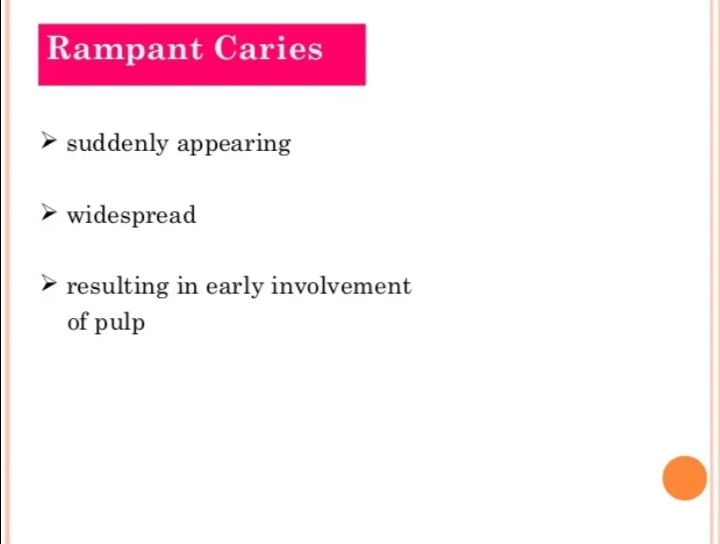 Rampant Caries
➢ suddenly appearing
➢ widespread
➢ resulting in early involvement
of pulp